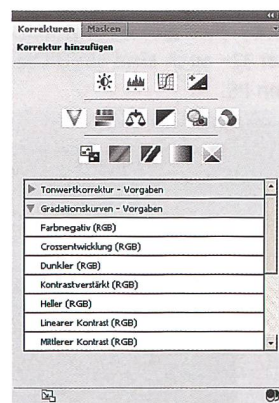 Korrekturen Masken
Korrektur hinzufügen
Tonwertkorrektur - Vorgaben
Gradationskurven - Vorgaben
Farbnegativ (RGB)
Crossentwicklung (RGB)
Dunkler (RGB)
Kontrastverstärkt (RGB)
Heller (RGB)
Linearer Kontrast (RGB)
Mittlerer Kontrast (RGB)